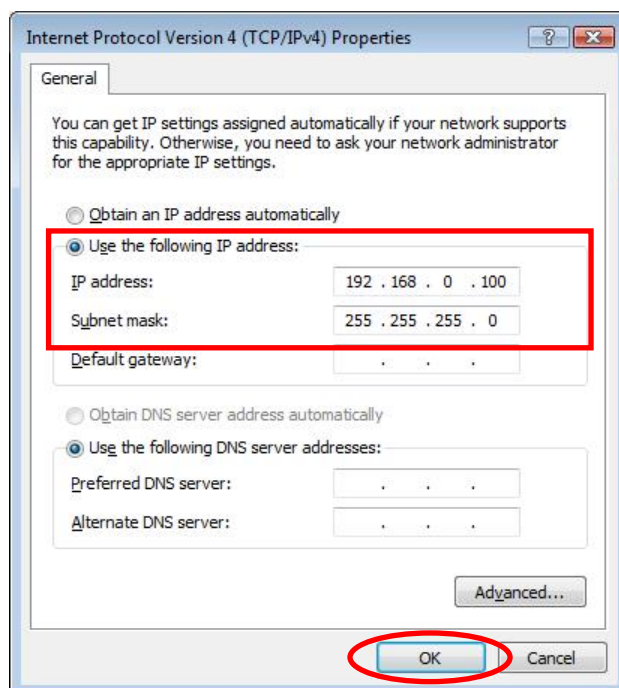 Internet Protocol Version 4 (TCP/IPv4) Properties
General
You can get IP settings assigned automatically if your network supports
this capability. Otherwise, you need to ask your network administrator
for the appropriate IP settings.
Obtain an IP address automatically
Use the following IP address:
IP address: 192 . 168 . 0 . 100
Subnet mask: 255 . 255 . 255 . 0
Default gateway: . . .
Obtain DNS server address automatically
Use the following DNS server addresses:
Preferred DNS server: . . .
Alternate DNS server: . . .
Advanced...
OK Cancel